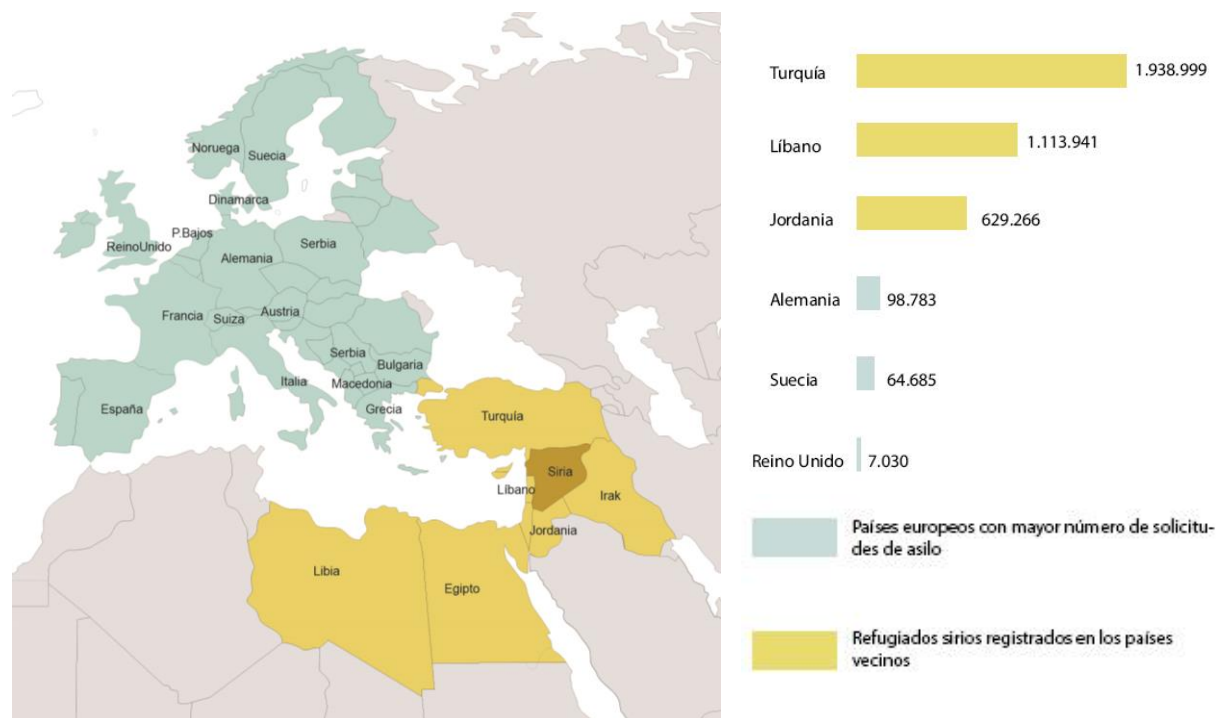 Noruega
Suecia
Dinamarca
P.Bajos
ReinoUnido
Alemania
Serbia
Francia
Suiza
Austria
Serbia
Bulgaria
Italia
Macedonia
España
Grecia
Turquía
Siria
Líbano
Irak
Jordania
Libia
Egipto
Turquía 1.938.999
Líbano 1.113.941
Jordania 629.266
Alemania 98.783
Suecia 64.685
Reino Unido 7.030
Países europeos con mayor número de solicitu-
des de asilo
Refugiados sirios registrados en los países
vecinos